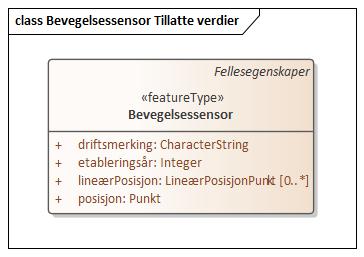 class Bevegelsessensor Tillatte verdier
Fellesegenskaper
«featureType»
Bevegelsessensor
+ driftsmerking: CharacterString
+ etableringsår: Integer
+ lineærPosisjon: LineærPosisjonPunkt [0..*]
+ posisjon: Punkt